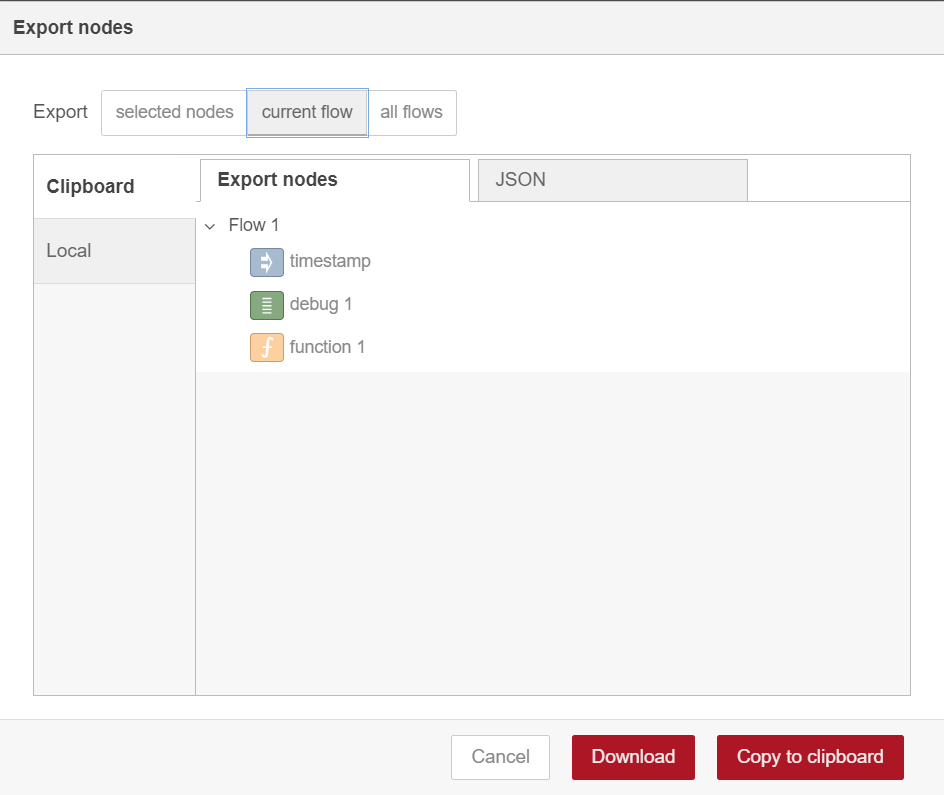 Export nodes
Export selected nodes current flow all flows
Clipboard Export nodes JSON
Local
Flow 1
timestamp
debug 1
function 1
Cancel Download Copy to clipboard